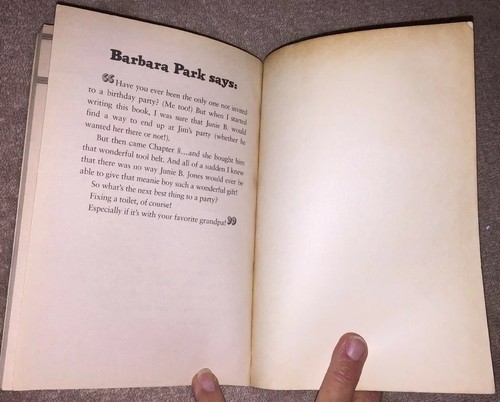 Barbara Park says:
“Have you ever been the only one not invited
to a birthday party? (Me too!) But when I started
writing this book, I was sure that Junie B. would
find a way to end up at Jim's party (whether he
wanted her there or not!).
But then came Chapter 8....and she bought him
that wonderful tool belt. And all of a sudden I knew
that there was no way Junie B. Jones would ever be
able to give that meanie boy such a wonderful gift!
So what's the next best thing to a party?
Fixing a toilet, of course!
Especially if it's with your favorite grandpa!”